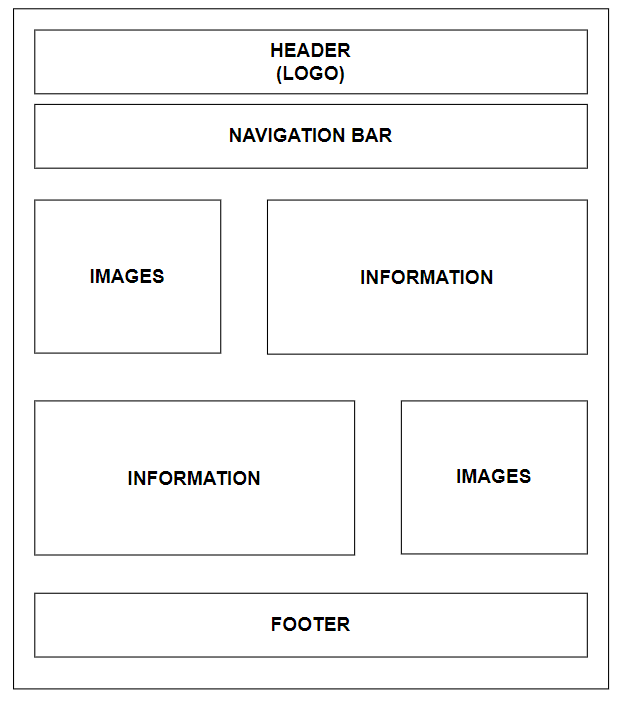 HEADER
(LOGO)
NAVIGATION BAR
IMAGES
INFORMATION
INFORMATION
IMAGES
FOOTER